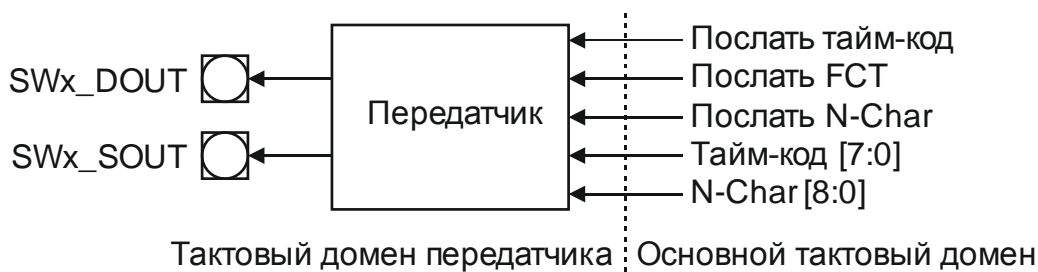 Послать тайм-код
SWx_DOUT
Послать FCT
Передатчик
Послать N-Char
SWx_SOUT
Тайм-код [7:0]
N-Char [8:0]
Тактовый домен передатчика
Основной тактовый домен